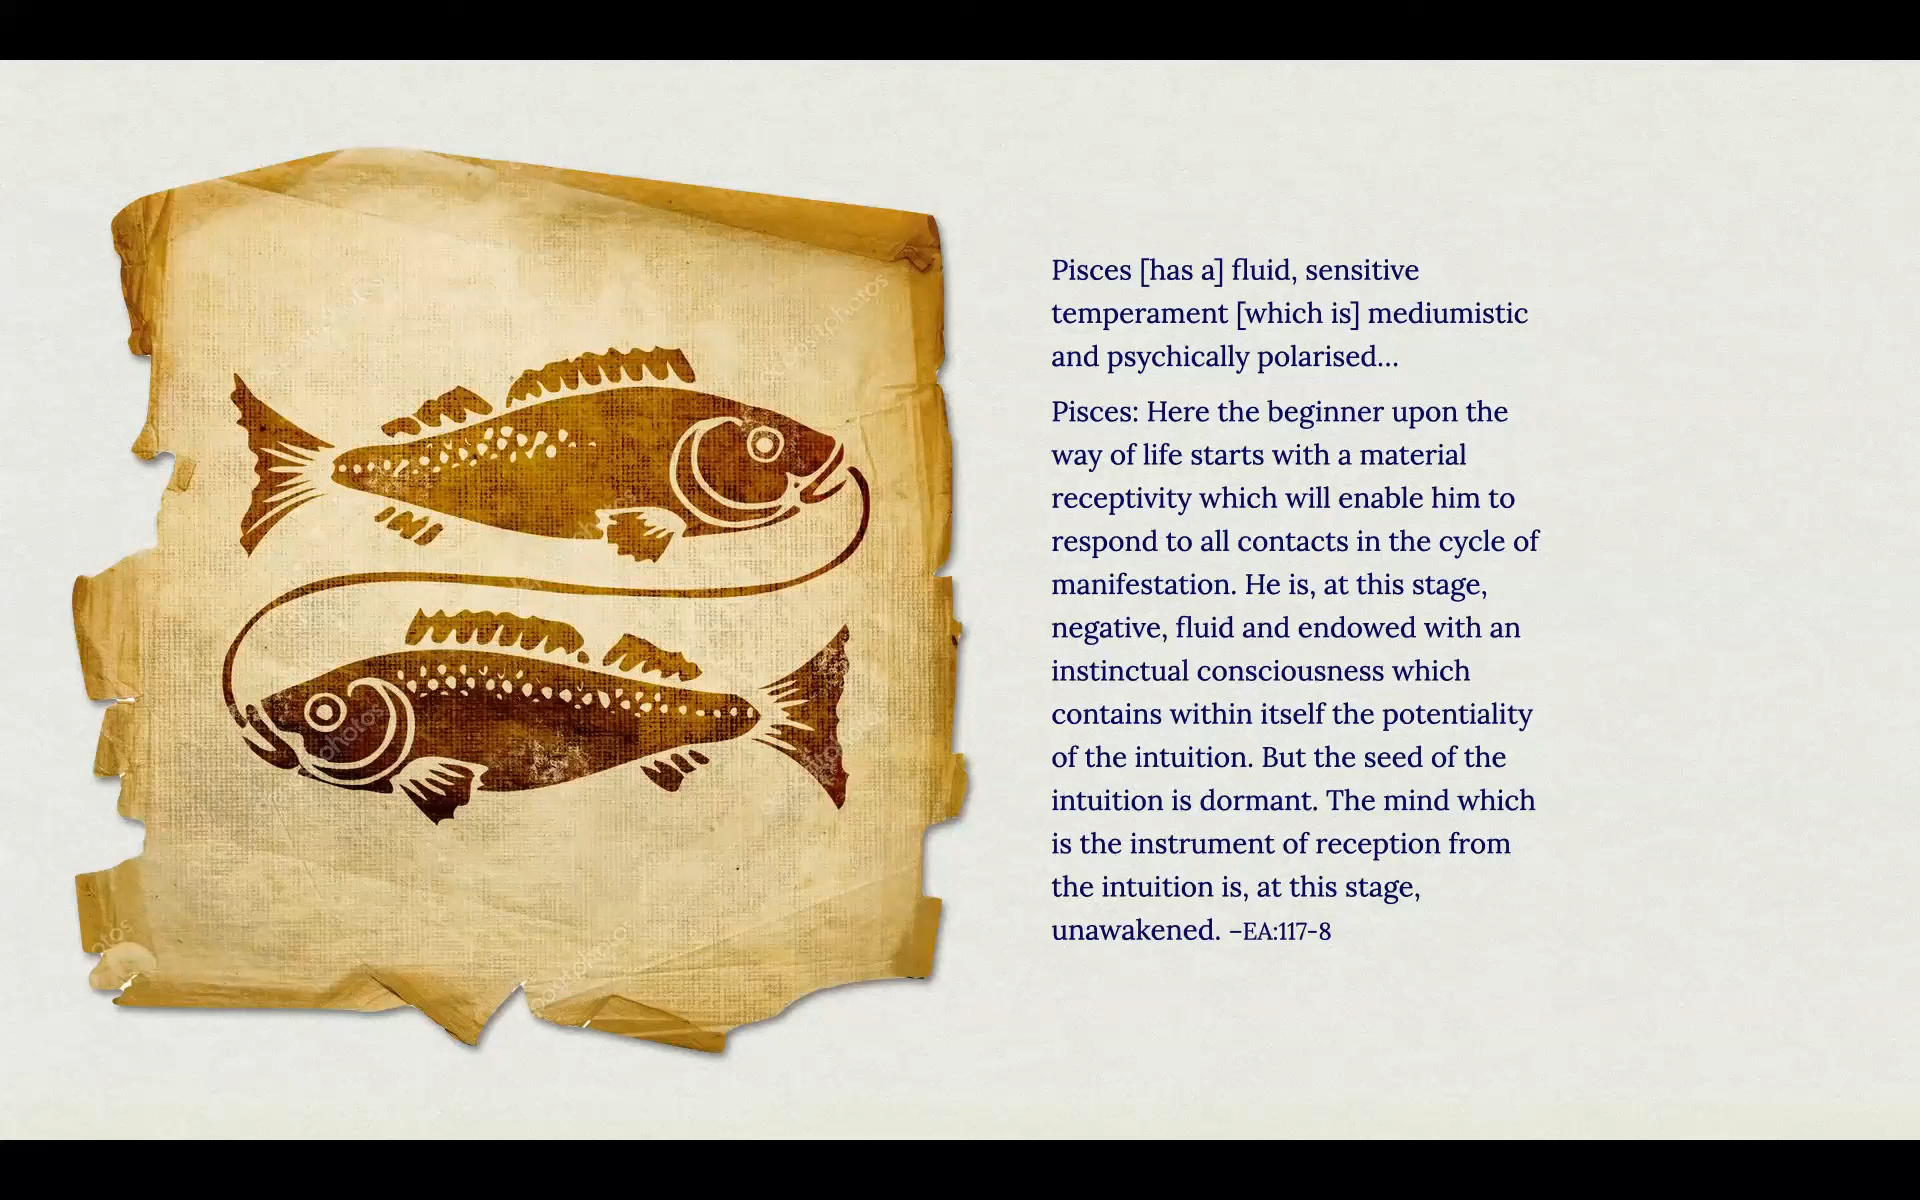 Pisces [has a] fluid, sensitive
temperament [which is] mediumistic
and psychically polarised...
Pisces: Here the beginner upon the
way of life starts with a material
receptivity which will enable him to
respond to all contacts in the cycle of
manifestation. He is, at this stage,
negative, fluid and endowed with an
instinctual consciousness which
contains within itself the potentiality
of the intuition. But the seed of the
intuition is dormant. The mind which
is the instrument of reception from
the intuition is, at this stage,
unawakened. –EA:117-8